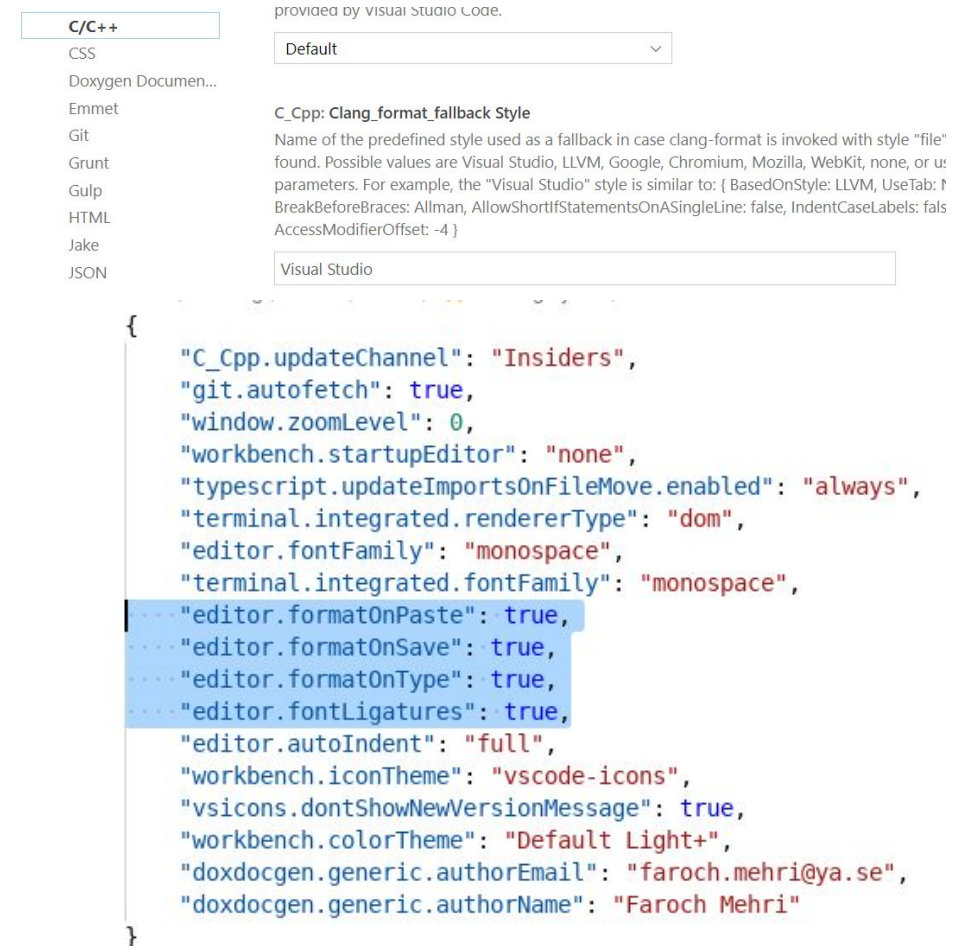 provided by Visual Studio Code.
C/C++
CSS
Doxygen Documen...
Emmet
Git
Grunt
Gulp
HTML
Jake
JSON
Default
C_Cpp: Clang_format_fallback Style
Name of the predefined style used as a fallback in case clang-format is invoked with style "file"
found. Possible values are Visual Studio, LLVM, Google, Chromium, Mozilla, WebKit, none, or us
parameters. For example, the "Visual Studio" style is similar to: { BasedOnStyle: LLVM, UseTab: N
BreakBeforeBraces: Allman, AllowShortIfStatementsOnASingleLine: false, IndentCaseLabels: fals
AccessModifierOffset: -4 }
Visual Studio
{
"C_Cpp.updateChannel": "Insiders",
"git.autofetch": true,
"window.zoomLevel": 0,
"workbench.startupEditor": "none",
"typescript.updateImportsOnFileMove.enabled": "always",
"terminal.integrated.rendererType": "dom",
"editor.fontFamily": "monospace",
"terminal.integrated.fontFamily": "monospace",
"editor.formatOnPaste": true,
"editor.formatOnSave": true,
"editor.formatOnType": true,
"editor.fontLigatures": true,
"editor.autoIndent": "full",
"workbench.iconTheme": "vscode-icons",
"vsicons.dontShowNewVersionMessage": true,
"workbench.colorTheme": "Default Light+",
"doxdocgen.generic.authorEmail": "faroch.mehri@ya.se",
"doxdocgen.generic.authorName": "Faroch Mehri"
}